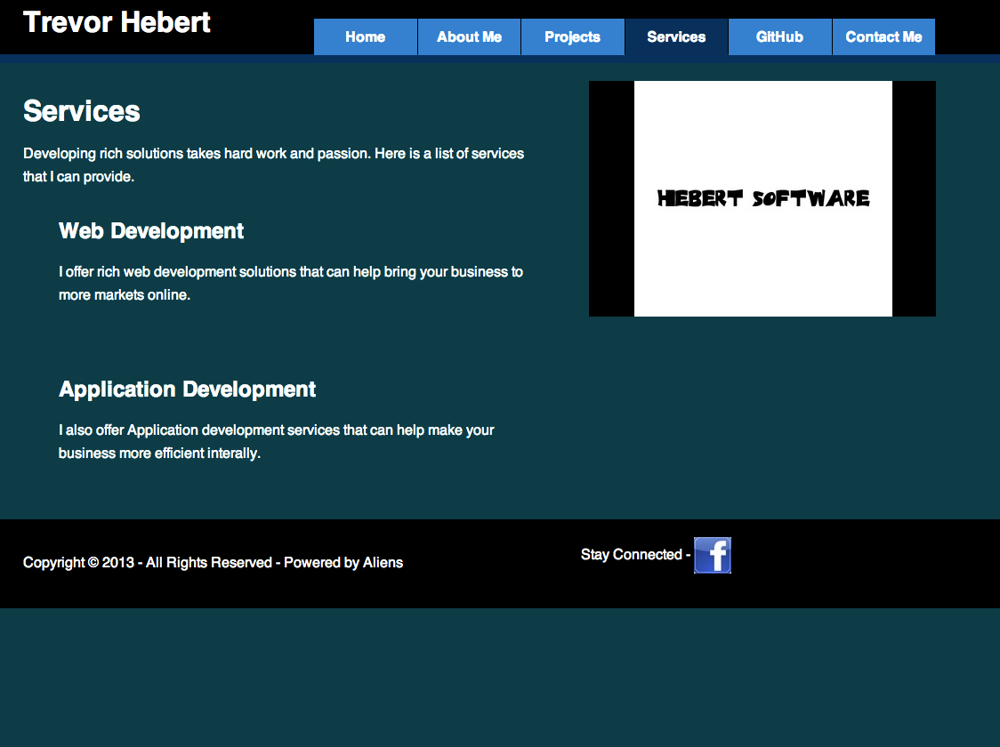 Trevor Hebert
Home
About Me
Projects
Services
GitHub
Contact Me
Services
Developing rich solutions takes hard work and passion. Here is a list of services
that I can provide.
HEBERT SOFTWARE
Web Development
I offer rich web development solutions that can help bring your business to
more markets online.
Application Development
I also offer Application development services that can help make your
business more efficient interally.
Copyright © 2013 - All Rights Reserved - Powered by Aliens
Stay Connected -
f